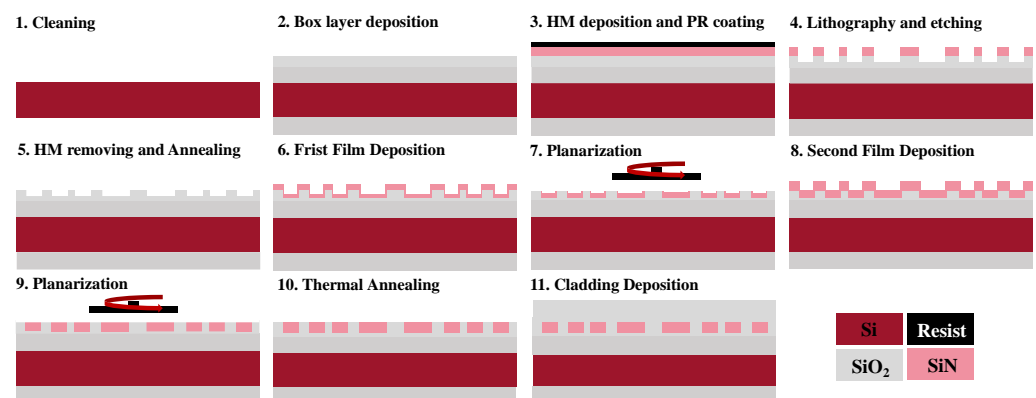 1. Cleaning
2. Box layer deposition
3. HM deposition and PR coating
4. Lithography and etching
5. HM removing and Annealing
6. Frist Film Deposition
7. Planarization
8. Second Film Deposition
9. Planarization
10. Thermal Annealing
11. Cladding Deposition
Si
Resist
SiO₂
SiN